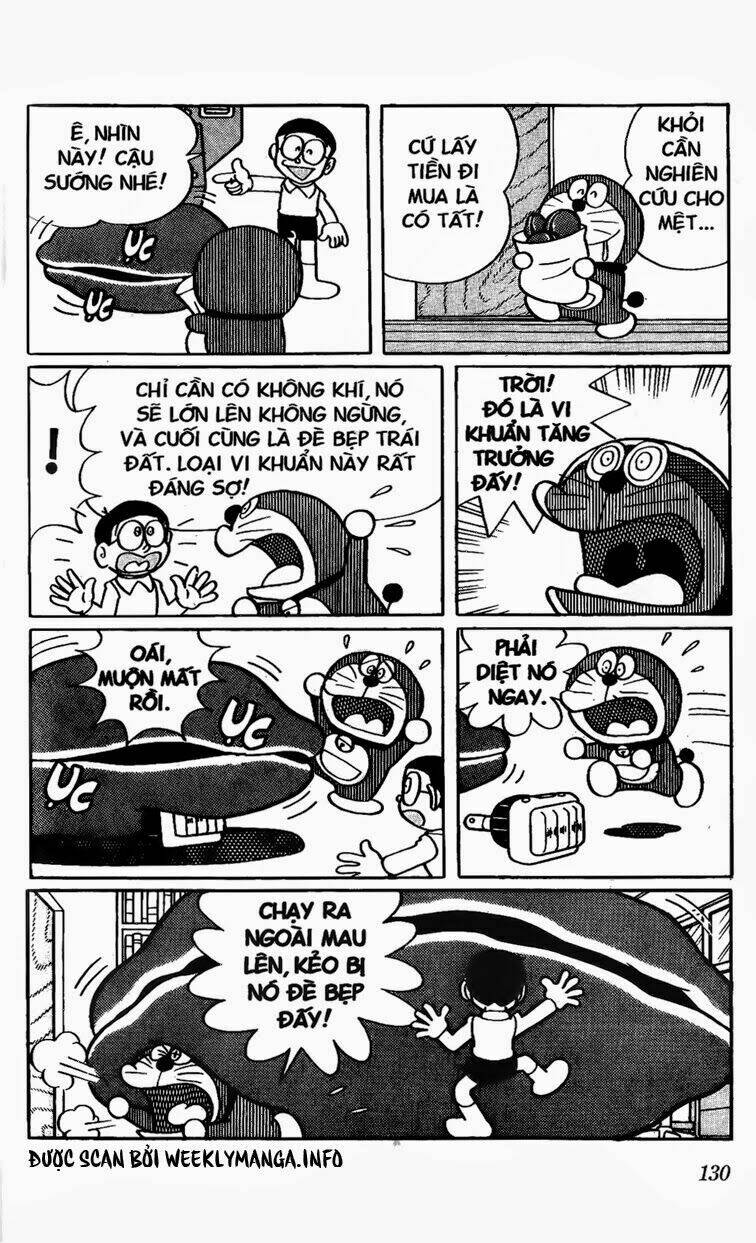 KHỎI
CẦN
NGHIÊN
CỨU CHO
MỆT...
CỨ LẤY
TIỀN ĐI
MUA LÀ
CÓ TẤT!
Ê, NHÌN
NÀY! CẬU
SƯỚNG NHÉ!
ỤC
ỤC
TRỜI!
ĐÓ LÀ VI
KHUẨN TĂNG
TRƯỞNG
ĐẤY!
CHỈ CẦN CÓ KHÔNG KHÍ, NÓ
SẼ LỚN LÊN KHÔNG NGỪNG,
VÀ CUỐI CÙNG LÀ ĐÈ BẸP TRÁI
ĐẤT. LOẠI VI KHUẨN NÀY RẤT
ĐÁNG SỢ!
!
PHẢI
DIỆT NÓ
NGAY.
OÁI,
MUỘN MẤT
RỒI.
ỤC
ỤC
CHẠY RA
NGOÀI MAU
LÊN, KẺO BỊ
NÓ ĐÈ BẸP
ĐẤY!
ĐƯỢC SCAN BỞI WEEKLYMANGA.INFO
130